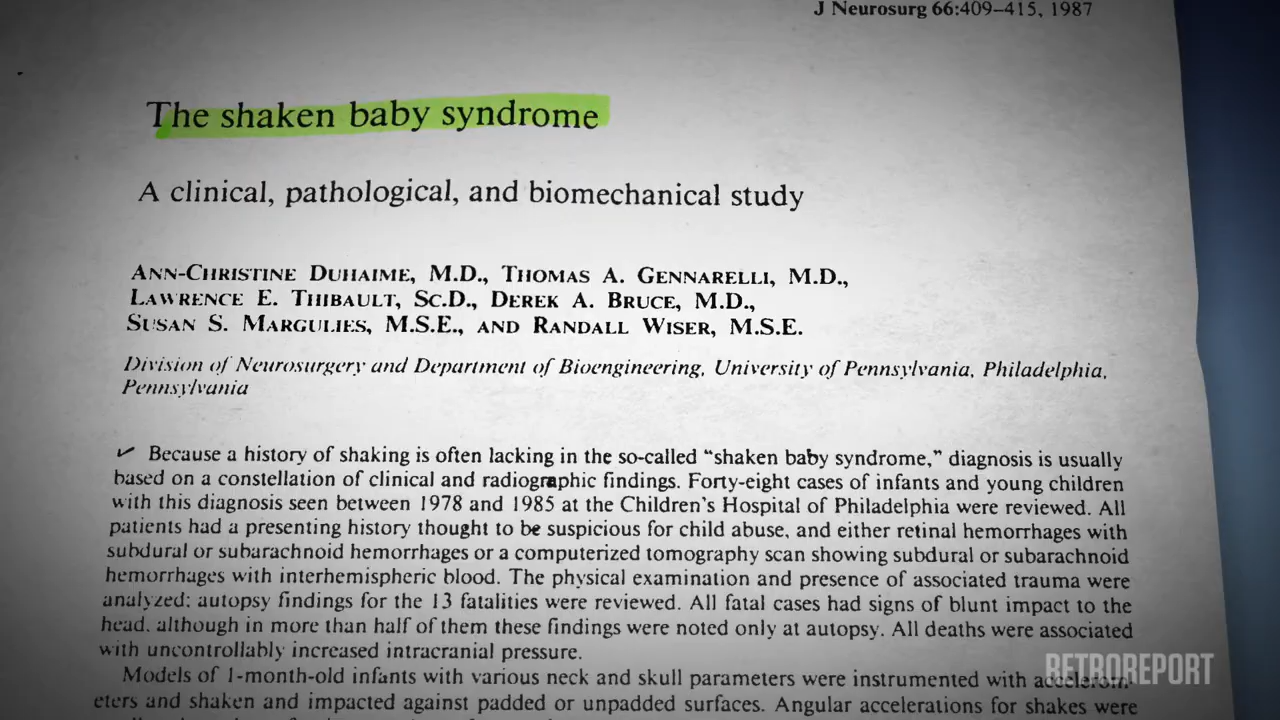 J Neurosurg 66:409–415, 1987
The shaken baby syndrome
A clinical, pathological, and biomechanical study
ANN-CHRISTINE DUHAIME, M.D., THOMAS A. GENNARELLI, M.D.,
LAWRENCE E. THIBAULT, SC.D., DEREK A. BRUCE, M.D.,
SUSAN S. MARGULIES, M.S.E., AND RANDALL WISER, M.S.E.
Division of Neurosurgery and Department of Bioengineering, University of Pennsylvania, Philadelphia,
Pennsylvania
✓ Because a history of shaking is often lacking in the so-called “shaken baby syndrome,” diagnosis is usually
based on a constellation of clinical and radiographic findings. Forty-eight cases of infants and young children
with this diagnosis seen between 1978 and 1985 at the Children's Hospital of Philadelphia were reviewed. All
patients had a presenting history thought to be suspicious for child abuse, and either retinal hemorrhages with
subdural or subarachnoid hemorrhages or a computerized tomography scan showing subdural or subarachnoid
hemorrhages with interhemispheric blood. The physical examination and presence of associated trauma were
analyzed; autopsy findings for the 13 fatalities were reviewed. All fatal cases had signs of blunt impact to the
head, although in more than half of them these findings were noted only at autopsy. All deaths were associated
with uncontrollably increased intracranial pressure.
Models of 1-month-old infants with various neck and skull parameters were instrumented with accelerom-
eters and shaken and impacted against padded or unpadded surfaces. Angular accelerations for shakes were
RETROREPORT